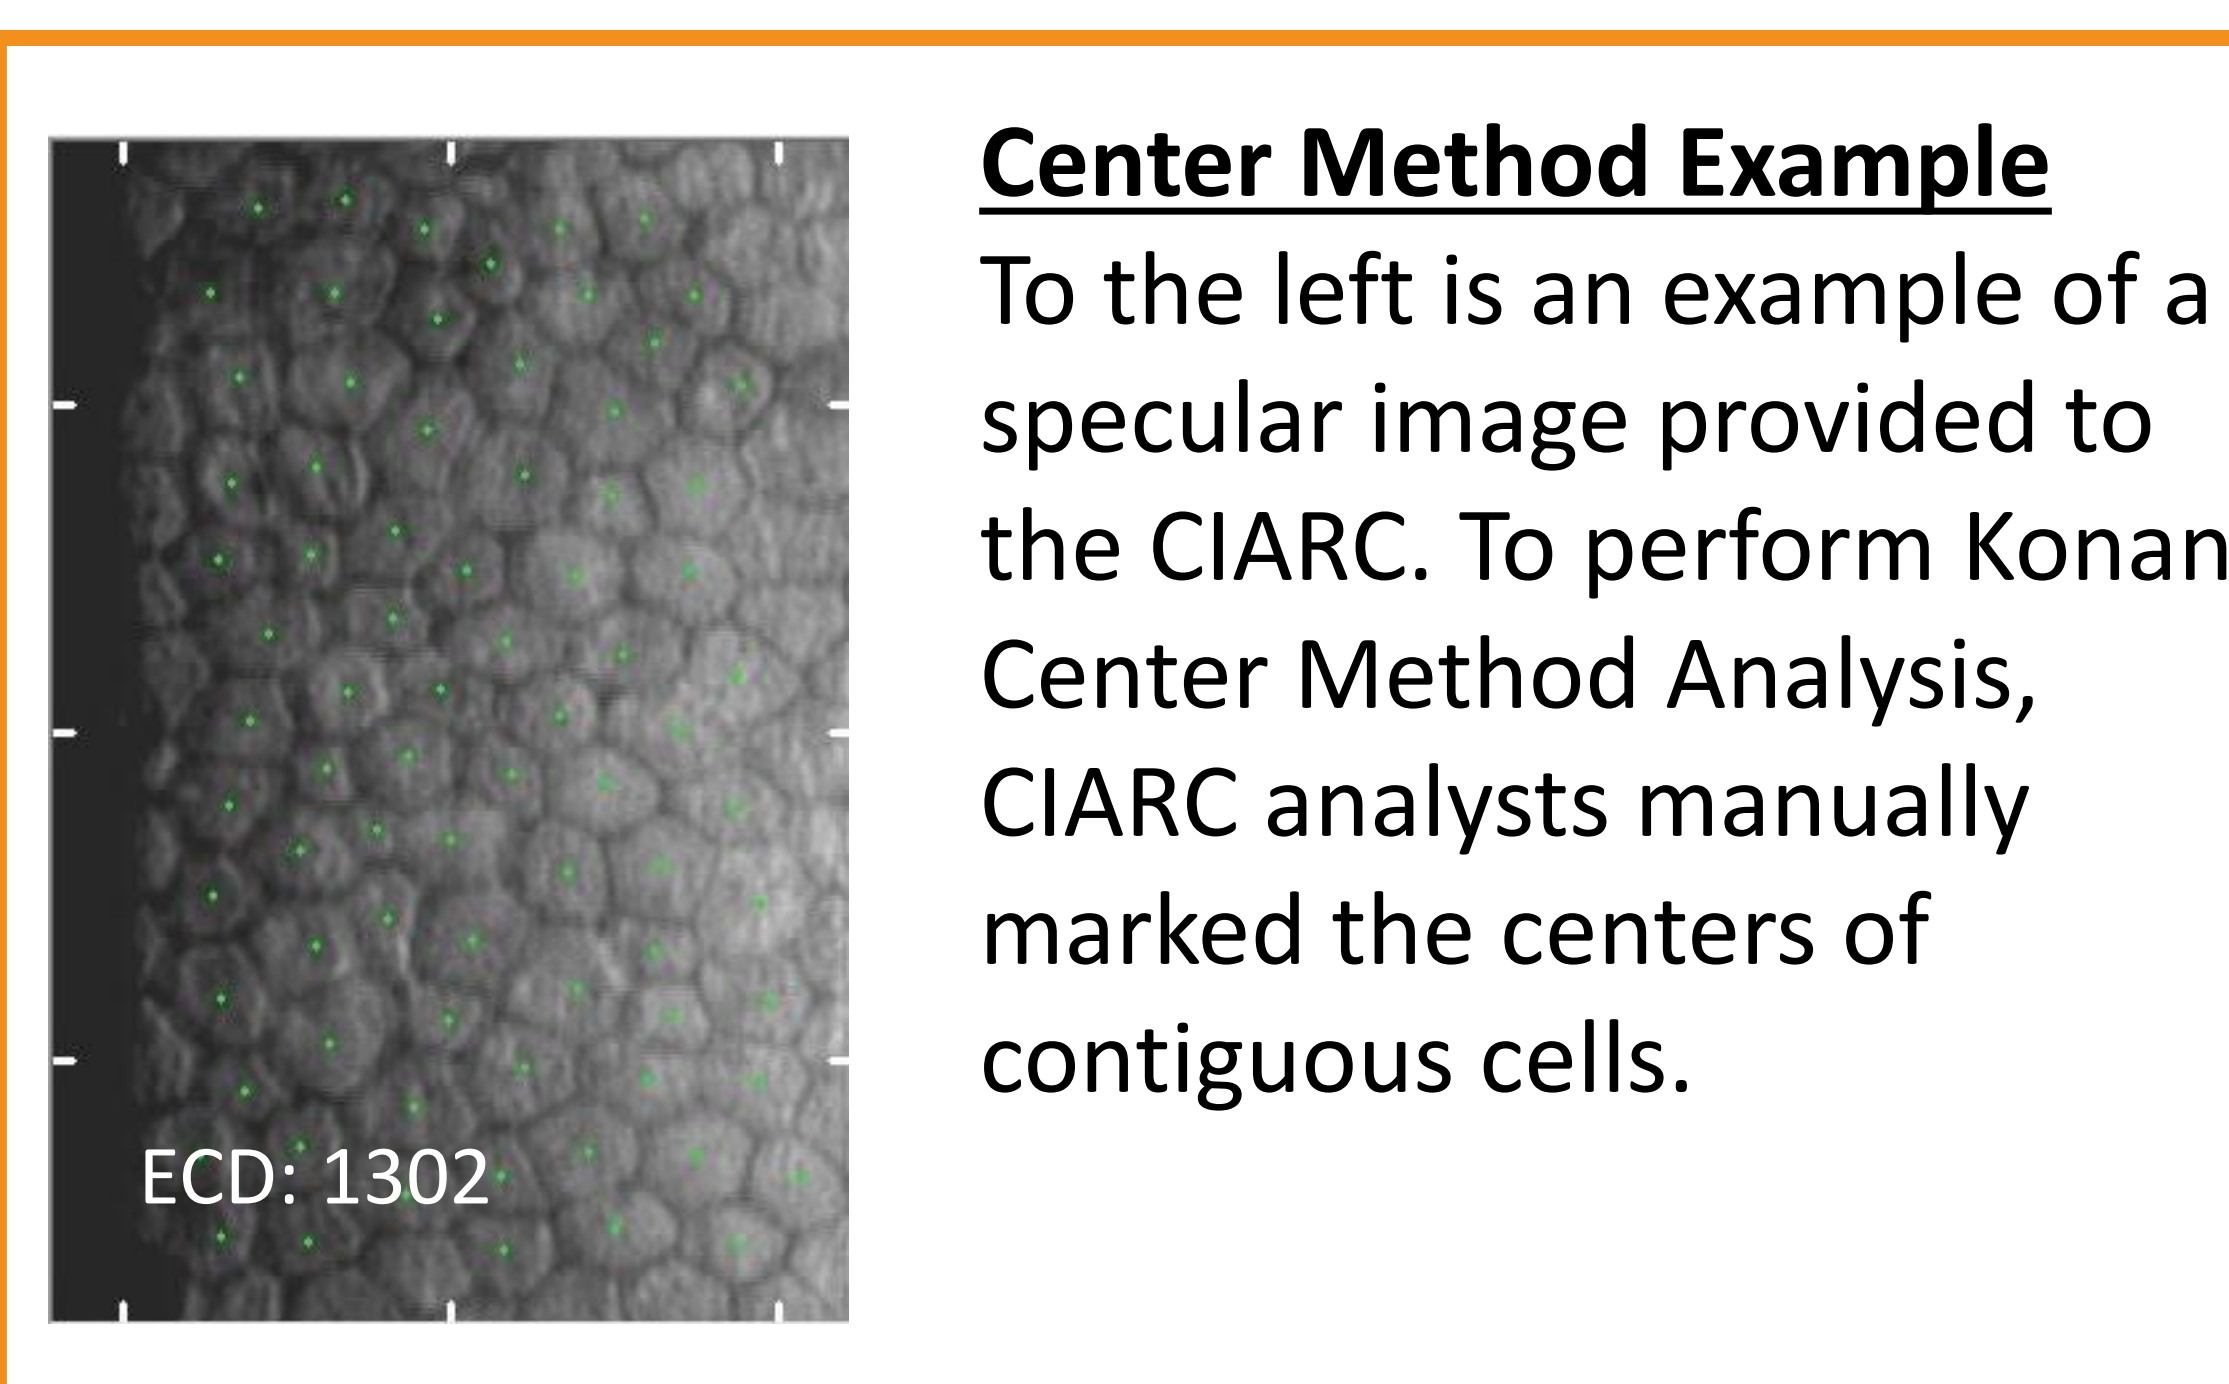 Center Method Example
To the left is an example of a
specular image provided to
the CIARC. To perform Konan
Center Method Analysis,
CIARC analysts manually
marked the centers of
contiguous cells.
ECD: 1302